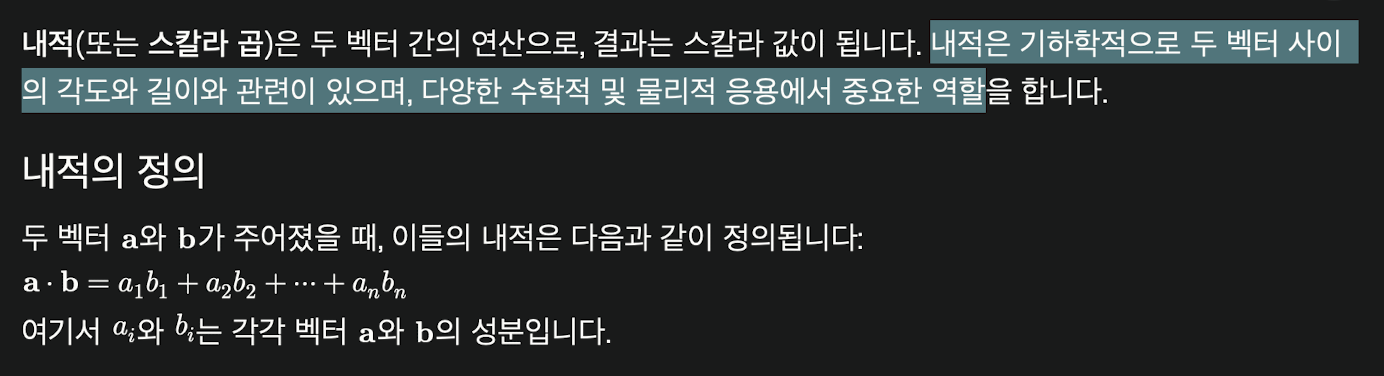 내적(또는 스칼라 곱)은 두 벡터 간의 연산으로, 결과는 스칼라 값이 됩니다. 내적은 기하학적으로 두 벡터 사이
의 각도와 길이와 관련이 있으며, 다양한 수학적 및 물리적 응용에서 중요한 역할을 합니다.
내적의 정의
두 벡터 a와 b가 주어졌을 때, 이들의 내적은 다음과 같이 정의됩니다:
a · b = a₁b₁ + a₂b₂ + ⋯ + aₙbₙ
여기서 aᵢ와 bᵢ는 각각 벡터 a와 b의 성분입니다.